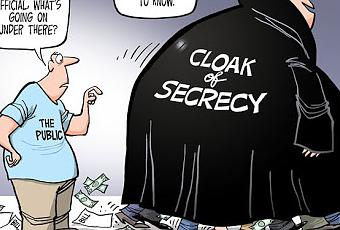 OFFICIAL WHAT'S
GOING ON
UNDER THERE?
TO KNOW.
CLOAK
of
SECRECY
THE
PUBLIC